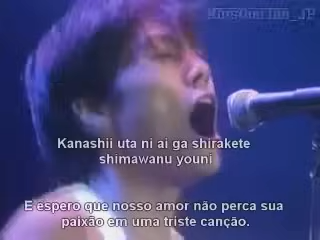 Kanashii uta ni ai ga shirakete
shimawanu youni
E espero que nosso amor não perca sua
paixão em uma triste canção.